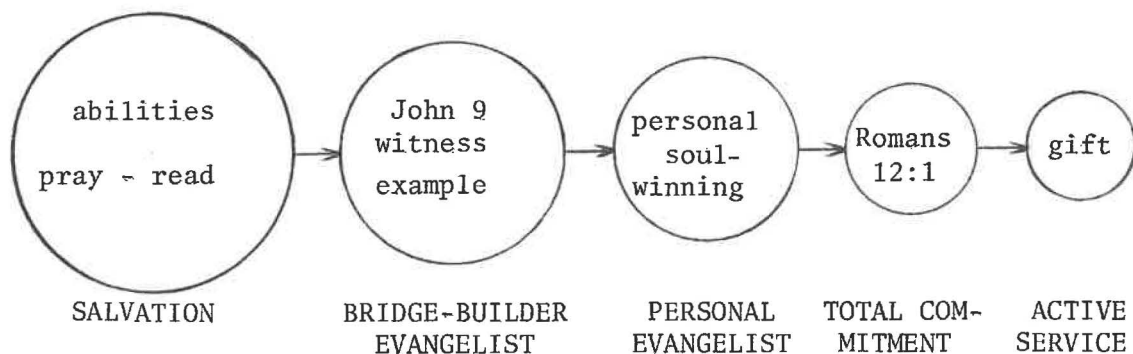 abilities
pray - read
John 9
witness
example
personal
soul-
winning
Romans
12:1
gift
SALVATION
BRIDGE-BUILDER
EVANGELIST
PERSONAL
EVANGELIST
TOTAL COM-
MITMENT
ACTIVE
SERVICE